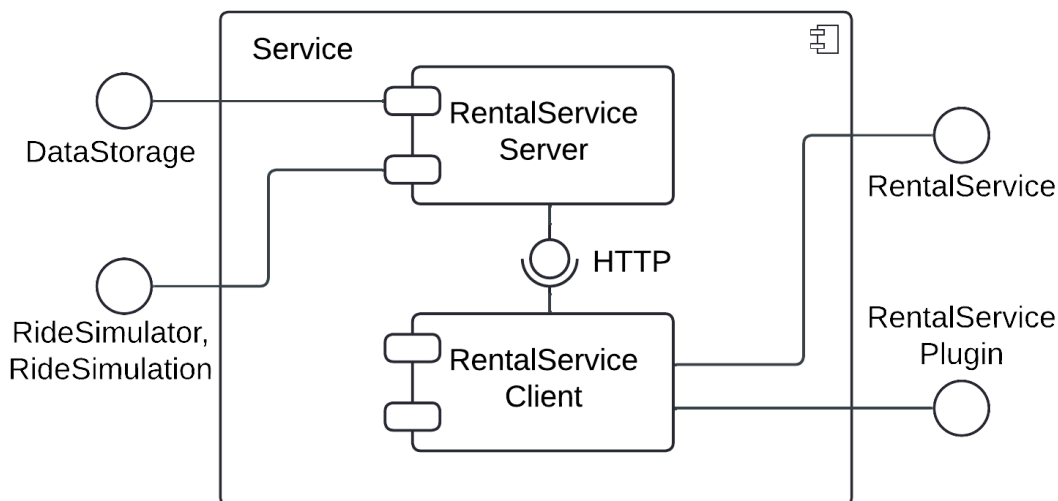 Service
RentalService
Server
DataStorage
RentalService
HTTP
RideSimulator,
RideSimulation
RentalService
Client
RentalService
Plugin